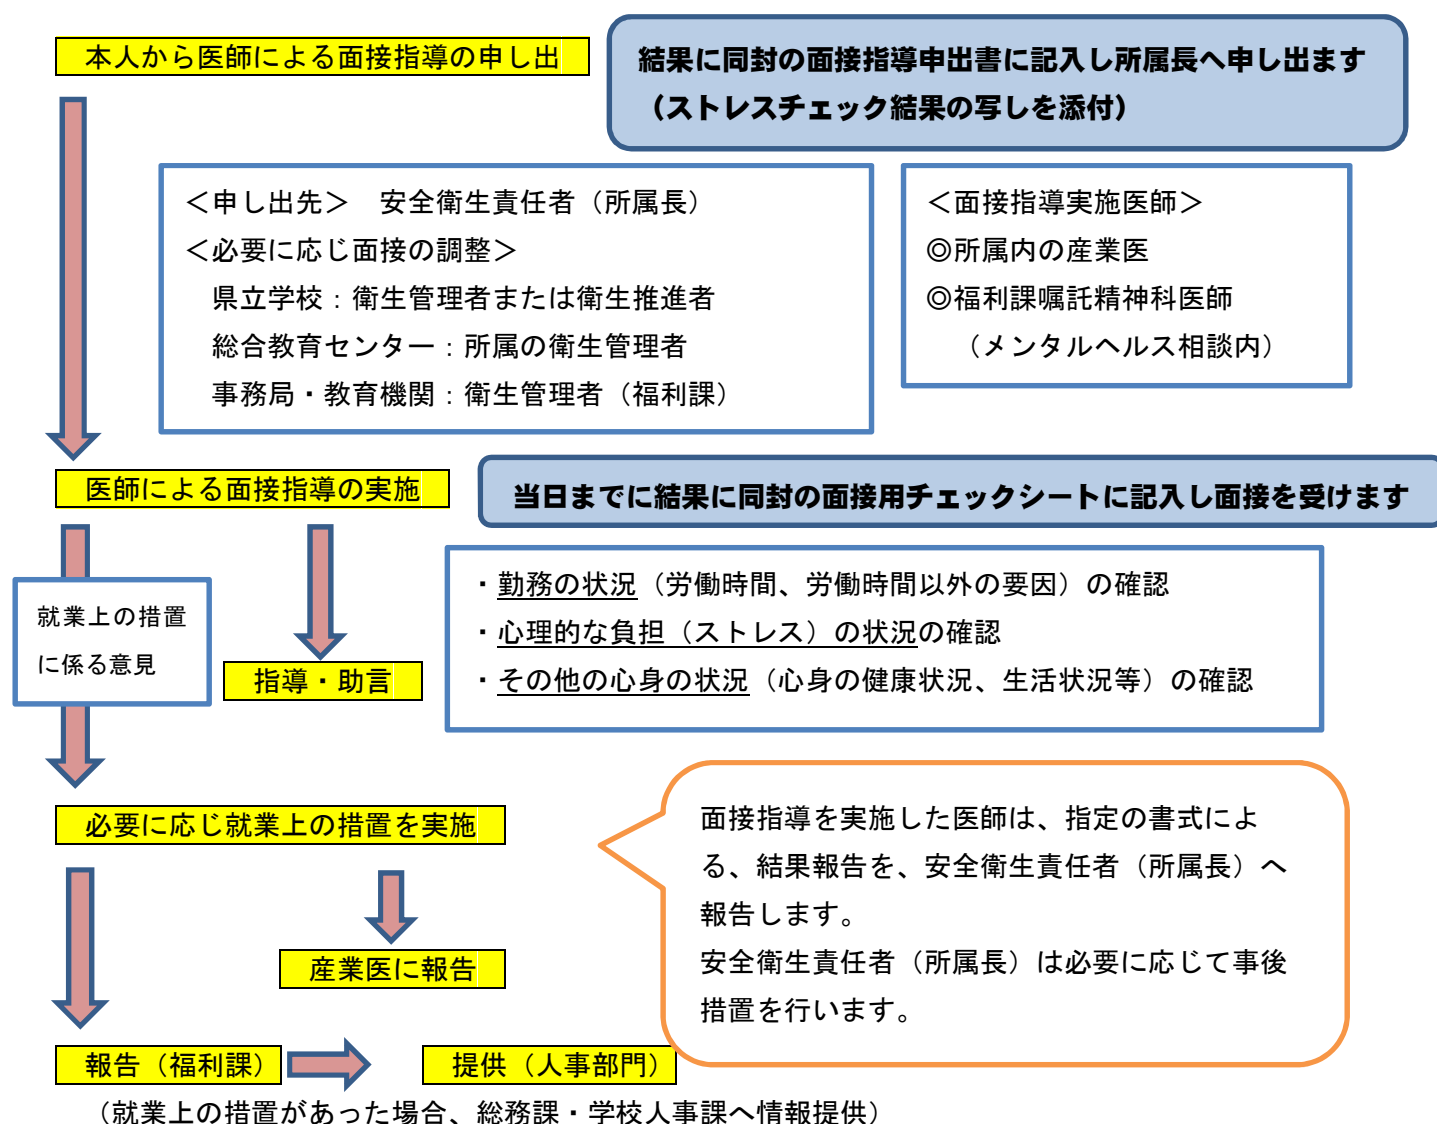 本人から医師による面接指導の申し出
結果に同封の面接指導申出書に記入し所属長へ申し出ます
（ストレスチェック結果の写しを添付）
＜申し出先＞　安全衛生責任者（所属長）
＜必要に応じ面接の調整＞
県立学校：衛生管理者または衛生推進者
総合教育センター：所属の衛生管理者
事務局・教育機関：衛生管理者（福利課）
＜面接指導実施医師＞
◎所属内の産業医
◎福利課嘱託精神科医師
（メンタルヘルス相談内）
医師による面接指導の実施
当日までに結果に同封の面接用チェックシートに記入し面接を受けます
就業上の措置
に係る意見
指導・助言
・勤務の状況（労働時間、労働時間以外の要因）の確認
・心理的な負担（ストレス）の状況の確認
・その他の心身の状況（心身の健康状況、生活状況等）の確認
必要に応じ就業上の措置を実施
面接指導を実施した医師は、指定の書式によ
る、結果報告を、安全衛生責任者（所属長）へ
報告します。
安全衛生責任者（所属長）は必要に応じて事後
措置を行います。
産業医に報告
報告（福利課）
提供（人事部門）
（就業上の措置があった場合、総務課・学校人事課へ情報提供）